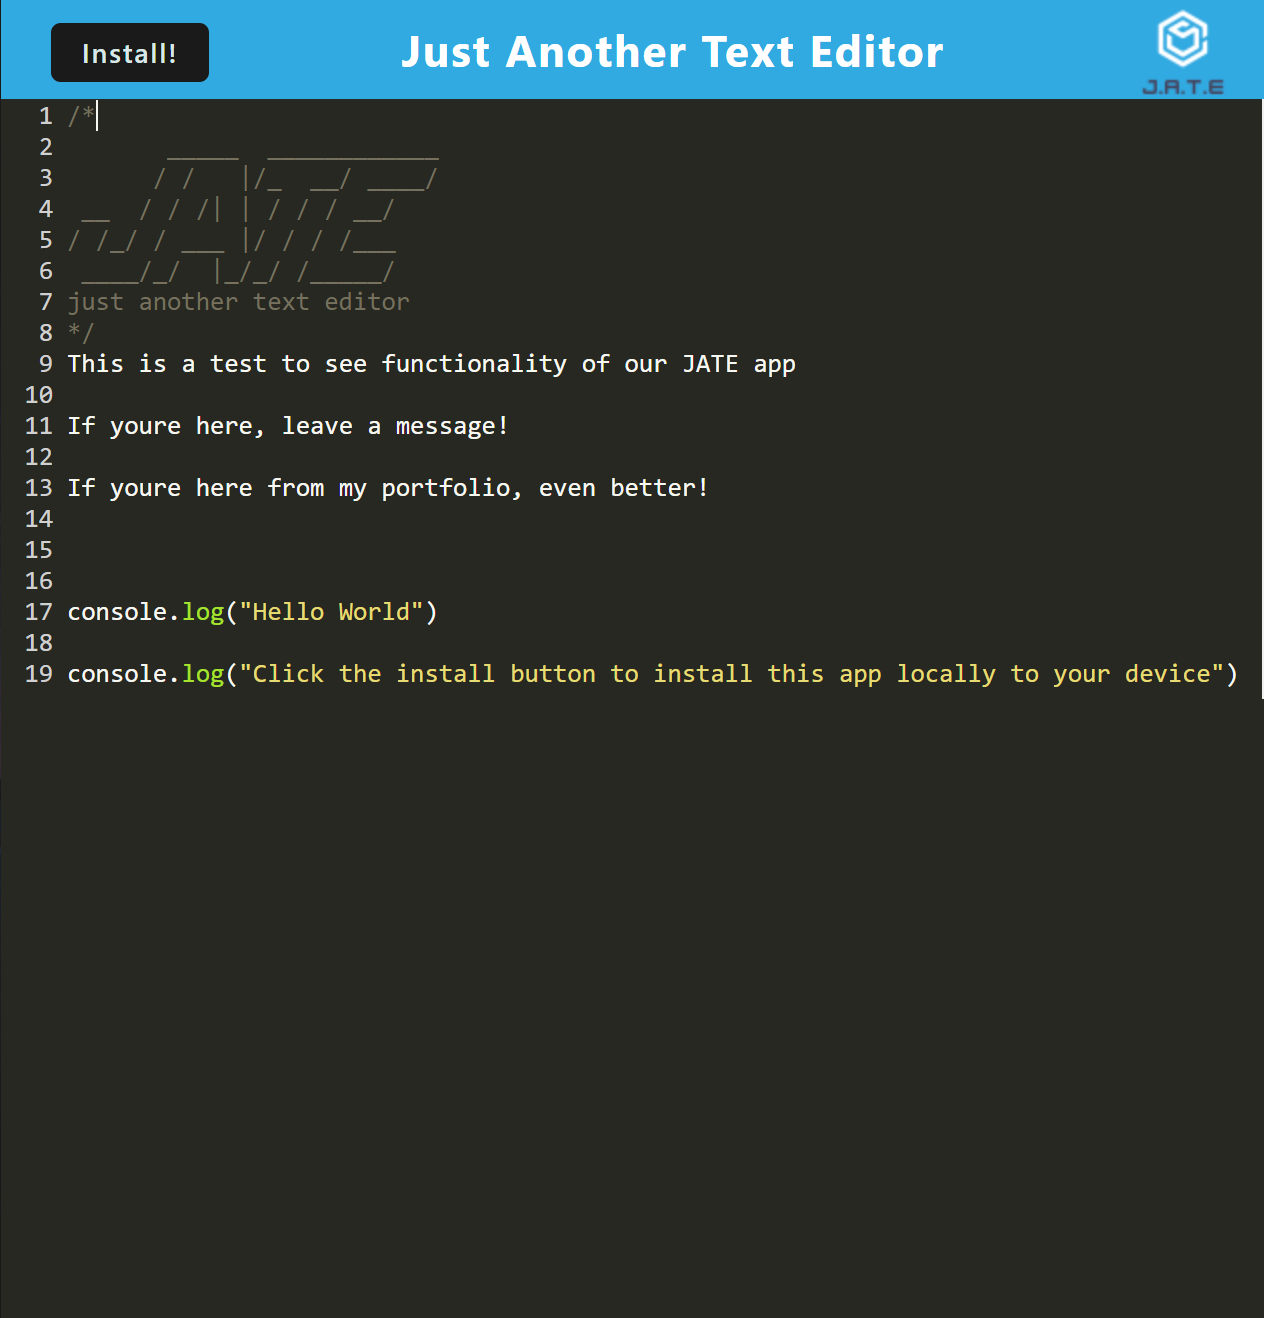 Install!
Just Another Text Editor
J.A.T.E
1 /*
2        _____  ____________
3       / /   |/_  __/ ____/
4  __  / / /| | / / / __/
5 / /_/ / ___ |/ / / /___
6  ____/_/  |_/_/ /_____/
7 just another text editor
8 */
9 This is a test to see functionality of our JATE app
10
11 If youre here, leave a message!
12
13 If youre here from my portfolio, even better!
14
15
16
17 console.log("Hello World")
18
19 console.log("Click the install button to install this app locally to your device")